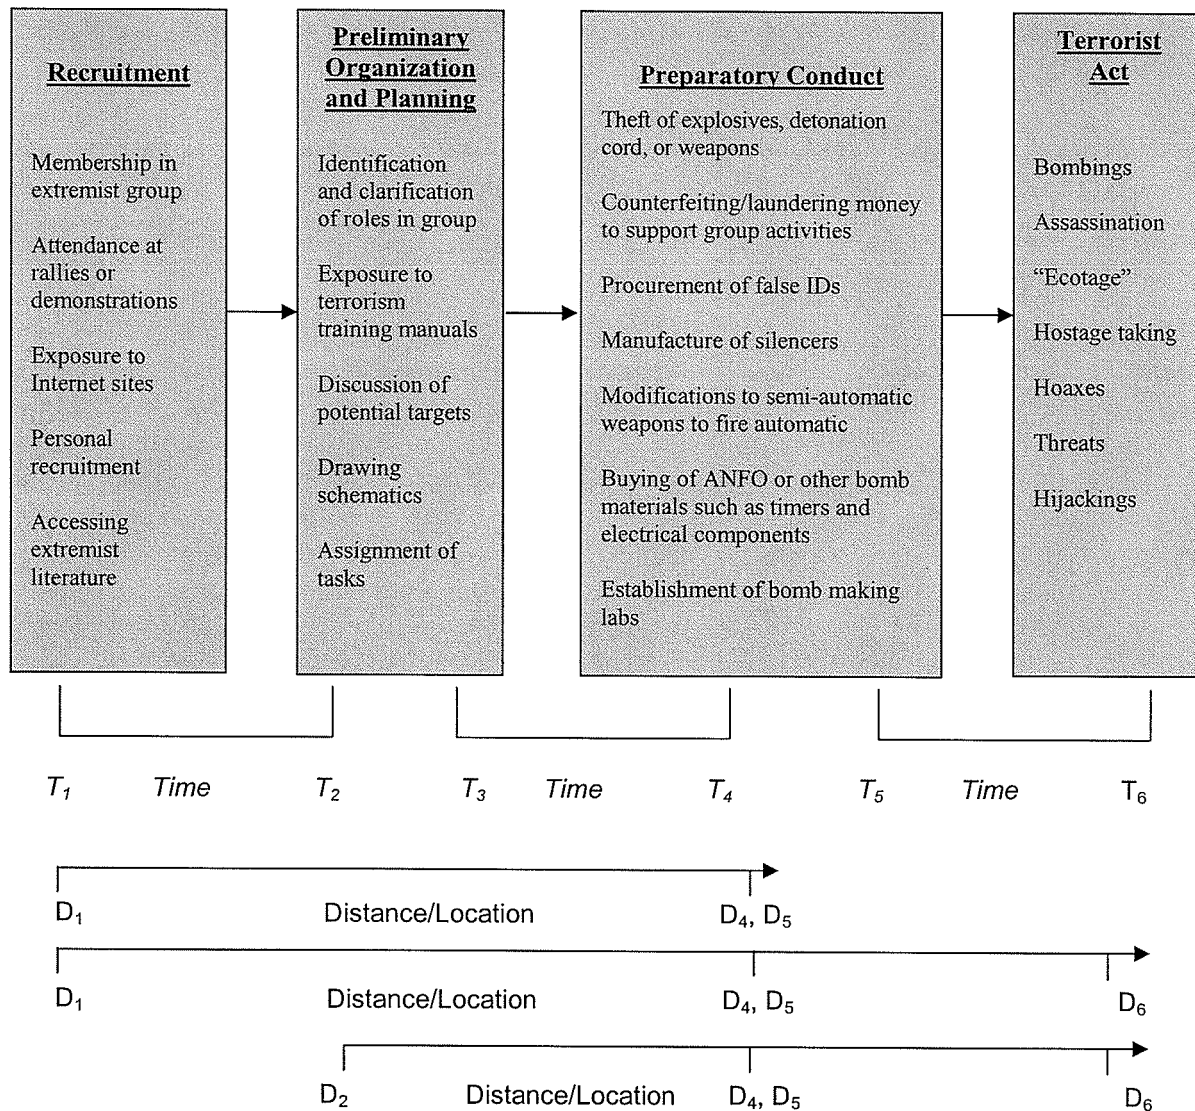 Recruitment
Membership in
extremist group
Attendance at
rallies or
demonstrations
Exposure to
Internet sites
Personal
recruitment
Accessing
extremist
literature
Preliminary
Organization
and Planning
Identification
and clarification
of roles in group
Exposure to
terrorism
training manuals
Discussion of
potential targets
Drawing
schematics
Assignment of
tasks
Preparatory Conduct
Theft of explosives, detonation
cord, or weapons
Counterfeiting/laundering money
to support group activities
Procurement of false IDs
Manufacture of silencers
Modifications to semi-automatic
weapons to fire automatic
Buying of ANFO or other bomb
materials such as timers and
electrical components
Establishment of bomb making
labs
Terrorist
Act
Bombings
Assassination
“Ecotage”
Hostage taking
Hoaxes
Threats
Hijackings
T1 Time T2 T3 Time T4 T5 Time T6
D1 Distance/Location D4, D5
D1 Distance/Location D4, D5 D6
D2 Distance/Location D4, D5 D6